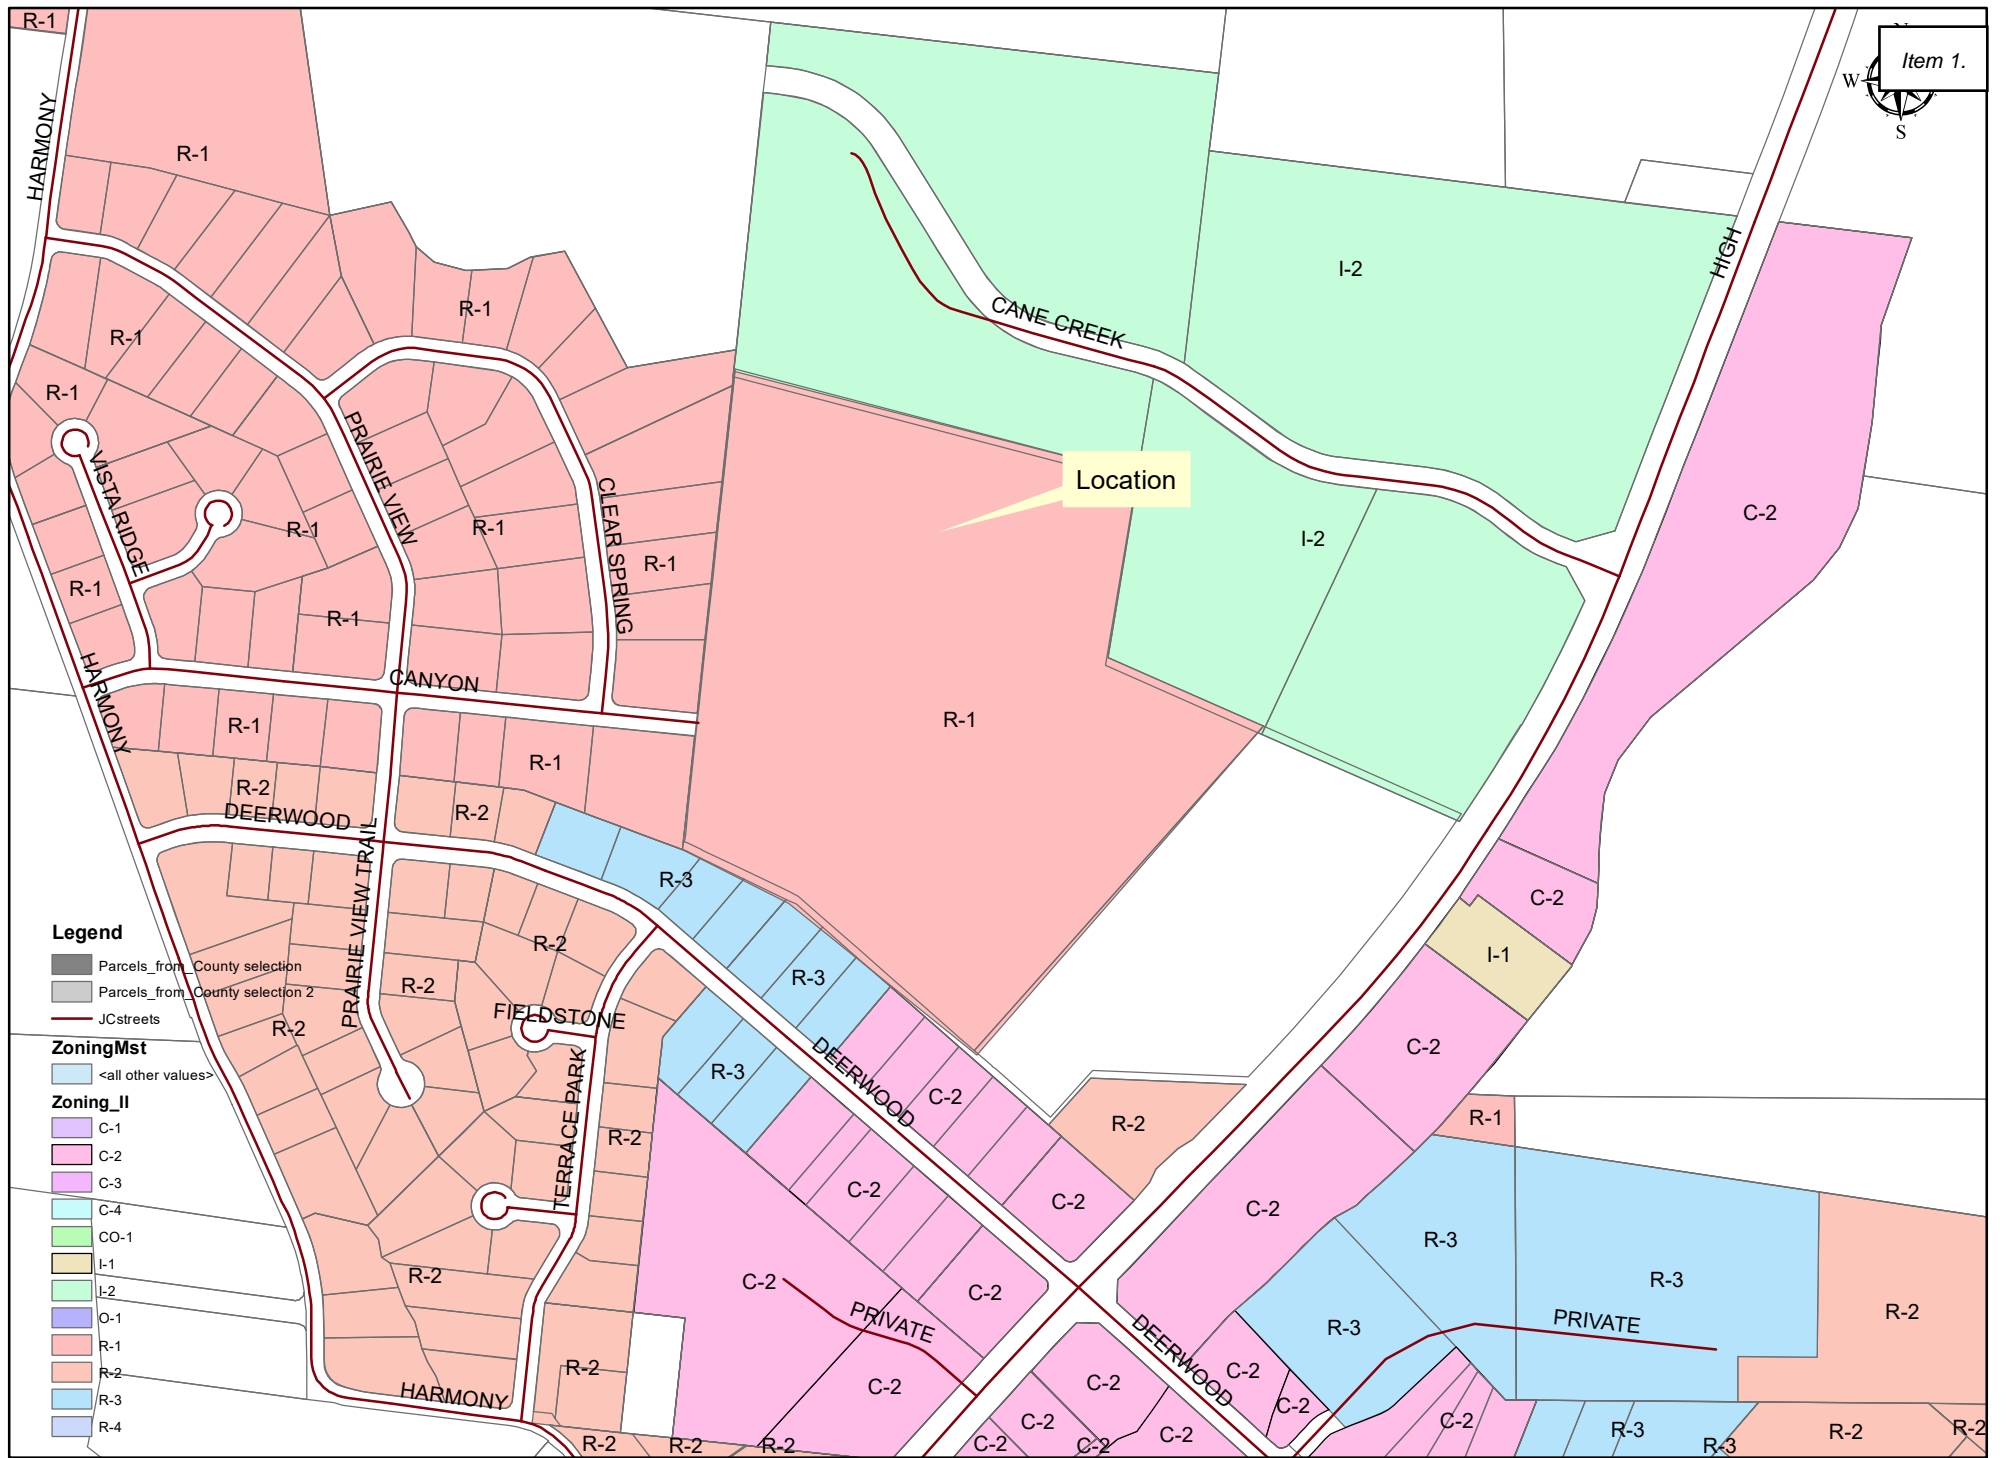 R-1
Item 1.
N
W
S
HARMONY
R-1
HIGH
I-2
R-1
CANE CREEK
R-1
R-1
PRAIRIE VIEW
VISTA RIDGE
Location
CLEAR SPRING
C-2
R-1
R-1
I-2
R-1
R-1
R-1
HARMONY
CANYON
R-1
R-1
R-1
R-2
R-2
DEERWOOD
PRAIRIE VIEW TRAIL
R-3
C-2
R-2
I-1
R-2
R-3
FIELDSTONE
R-2
DEERWOOD
C-2
R-3
TERRACE PARK
C-2
R-2
R-2
R-1
C-2
C-2
C-2
R-3
R-2
C-2
C-2
R-3
PRIVATE
R-3
PRIVATE
R-2
DEERWOOD
R-2
C-2
C-2
C-2
C-2
HARMONY
C-2
C-2
R-3
R-2
R-2
R-2
R-2
R-2
C-2
C-2
C-2
R-3
Legend
Parcels_from_County selection
Parcels_from_County selection 2
JCstreets
ZoningMst
<all other values>
Zoning_II
C-1
C-2
C-3
C-4
CO-1
I-1
I-2
O-1
R-1
R-2
R-3
R-4